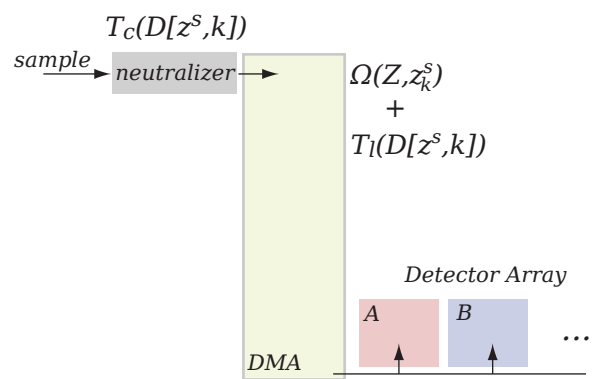 T_c(D[z^s,k])
sample
neutralizer
Ω(Z,z_k^s)
+
T_l(D[z^s,k])
Detector Array
A
B
...
DMA